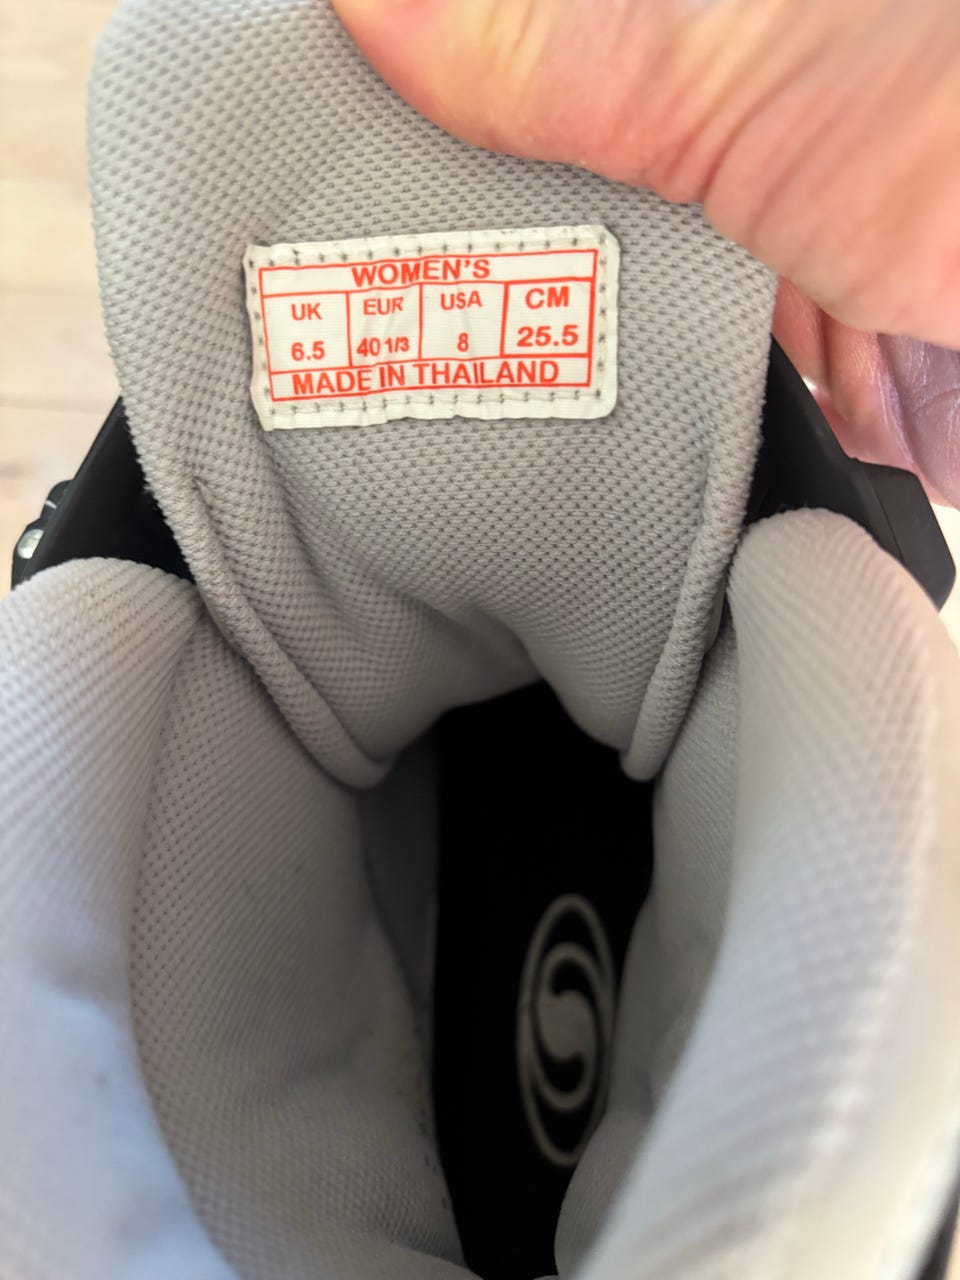 WOMEN'S
UK EUR USA CM
6.5 40 1/3 8 25.5
MADE IN THAILAND